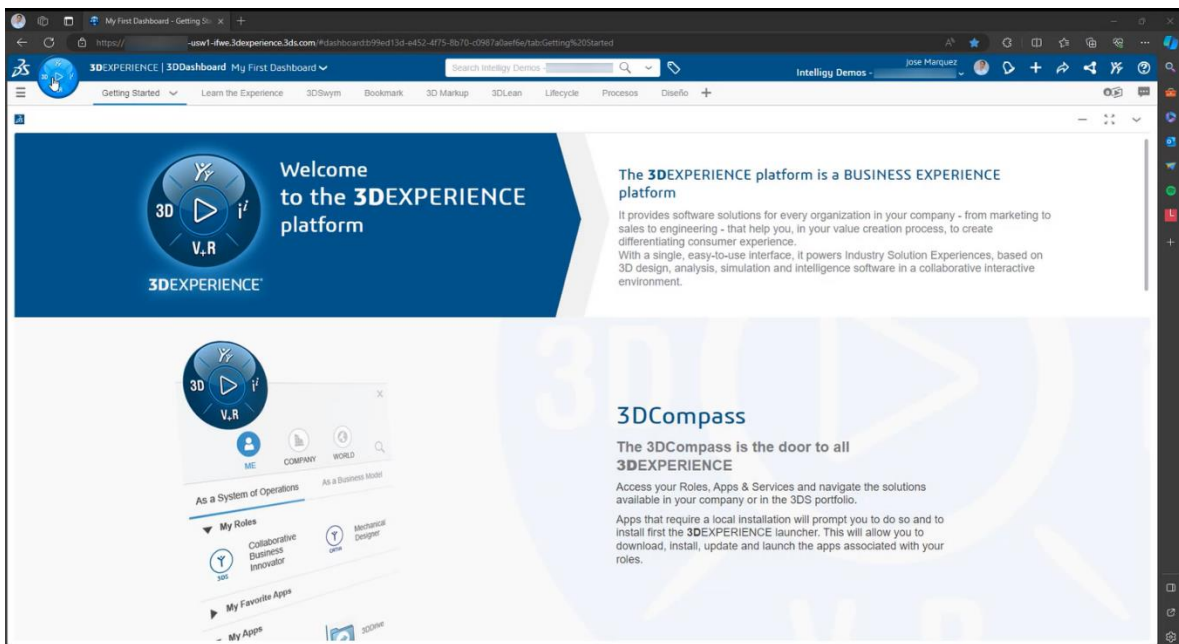 My First Dashboard - Getting Sta
https:// -usw1-ifwe.3dexperience.3ds.com/#dashboard:b99ed13d-e452-4f75-8b70-c0987a0aef6e/tab:Getting%20Started
3DEXPERIENCE | 3DDashboard My First Dashboard
Search Intelligy Demos -
Intelligy Demos -
Jose Marquez
Getting Started Learn the Experience 3DSwym Bookmark 3D Markup 3DLean Lifecycle Procesos Diseño
3D
V+R
3DEXPERIENCE
Welcome
to the 3DEXPERIENCE
platform
The 3DEXPERIENCE platform is a BUSINESS EXPERIENCE
platform
It provides software solutions for every organization in your company - from marketing to
sales to engineering - that help you, in your value creation process, to create
differentiating consumer experience.
With a single, easy-to-use interface, it powers Industry Solution Experiences, based on
3D design, analysis, simulation and intelligence software in a collaborative interactive
environment.
3D
V+R
ME COMPANY WORLD
As a System of Operations As a Business Model
My Roles
Collaborative
Business
Innovator
3DS
Mechanical
Designer
My Favorite Apps
My Apps
3DDrive
3DCompass
The 3DCompass is the door to all
3DEXPERIENCE
Access your Roles, Apps & Services and navigate the solutions
available in your company or in the 3DS portfolio.
Apps that require a local installation will prompt you to do so and to
install first the 3DEXPERIENCE launcher. This will allow you to
download, install, update and launch the apps associated with your
roles.